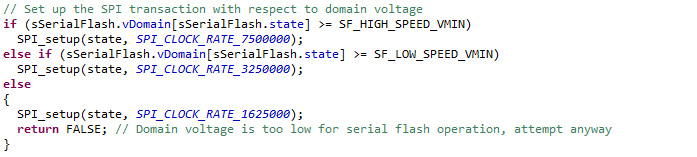 // Set up the SPI transaction with respect to domain voltage
if (sSerialFlash.vDomain[sSerialFlash.state] >= SF_HIGH_SPEED_VMIN)
  SPI_setup(state, SPI_CLOCK_RATE_7500000);
else if (sSerialFlash.vDomain[sSerialFlash.state] >= SF_LOW_SPEED_VMIN)
  SPI_setup(state, SPI_CLOCK_RATE_3250000);
else
{
  SPI_setup(state, SPI_CLOCK_RATE_1625000);
  return FALSE; // Domain voltage is too low for serial flash operation, attempt anyway
}